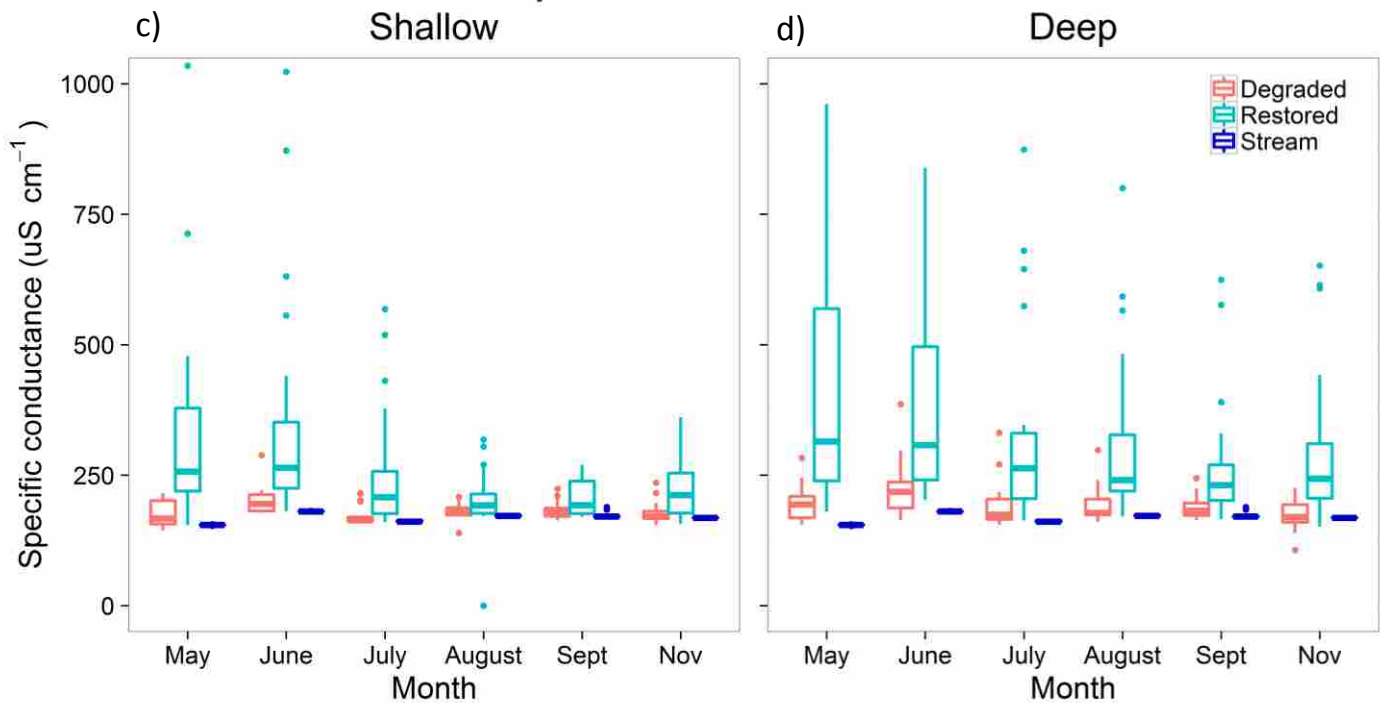 c) Shallow
d) Deep
Specific conductance (uS cm⁻¹ )
1000
750
500
250
0
Degraded
Restored
Stream
May June July August Sept Nov
Month
May June July August Sept Nov
Month